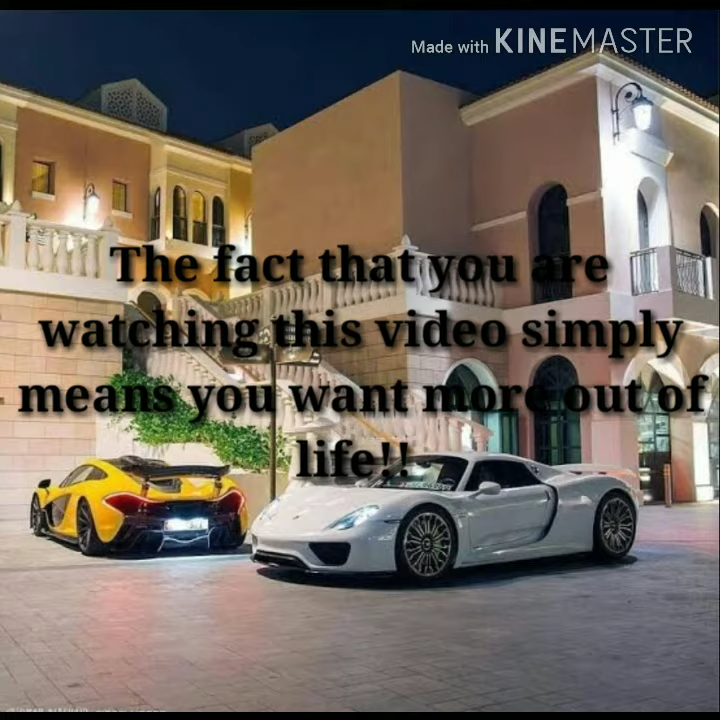 Made with KINEMASTER
The fact that you are
watching this video simply
means you want more out of
life!!